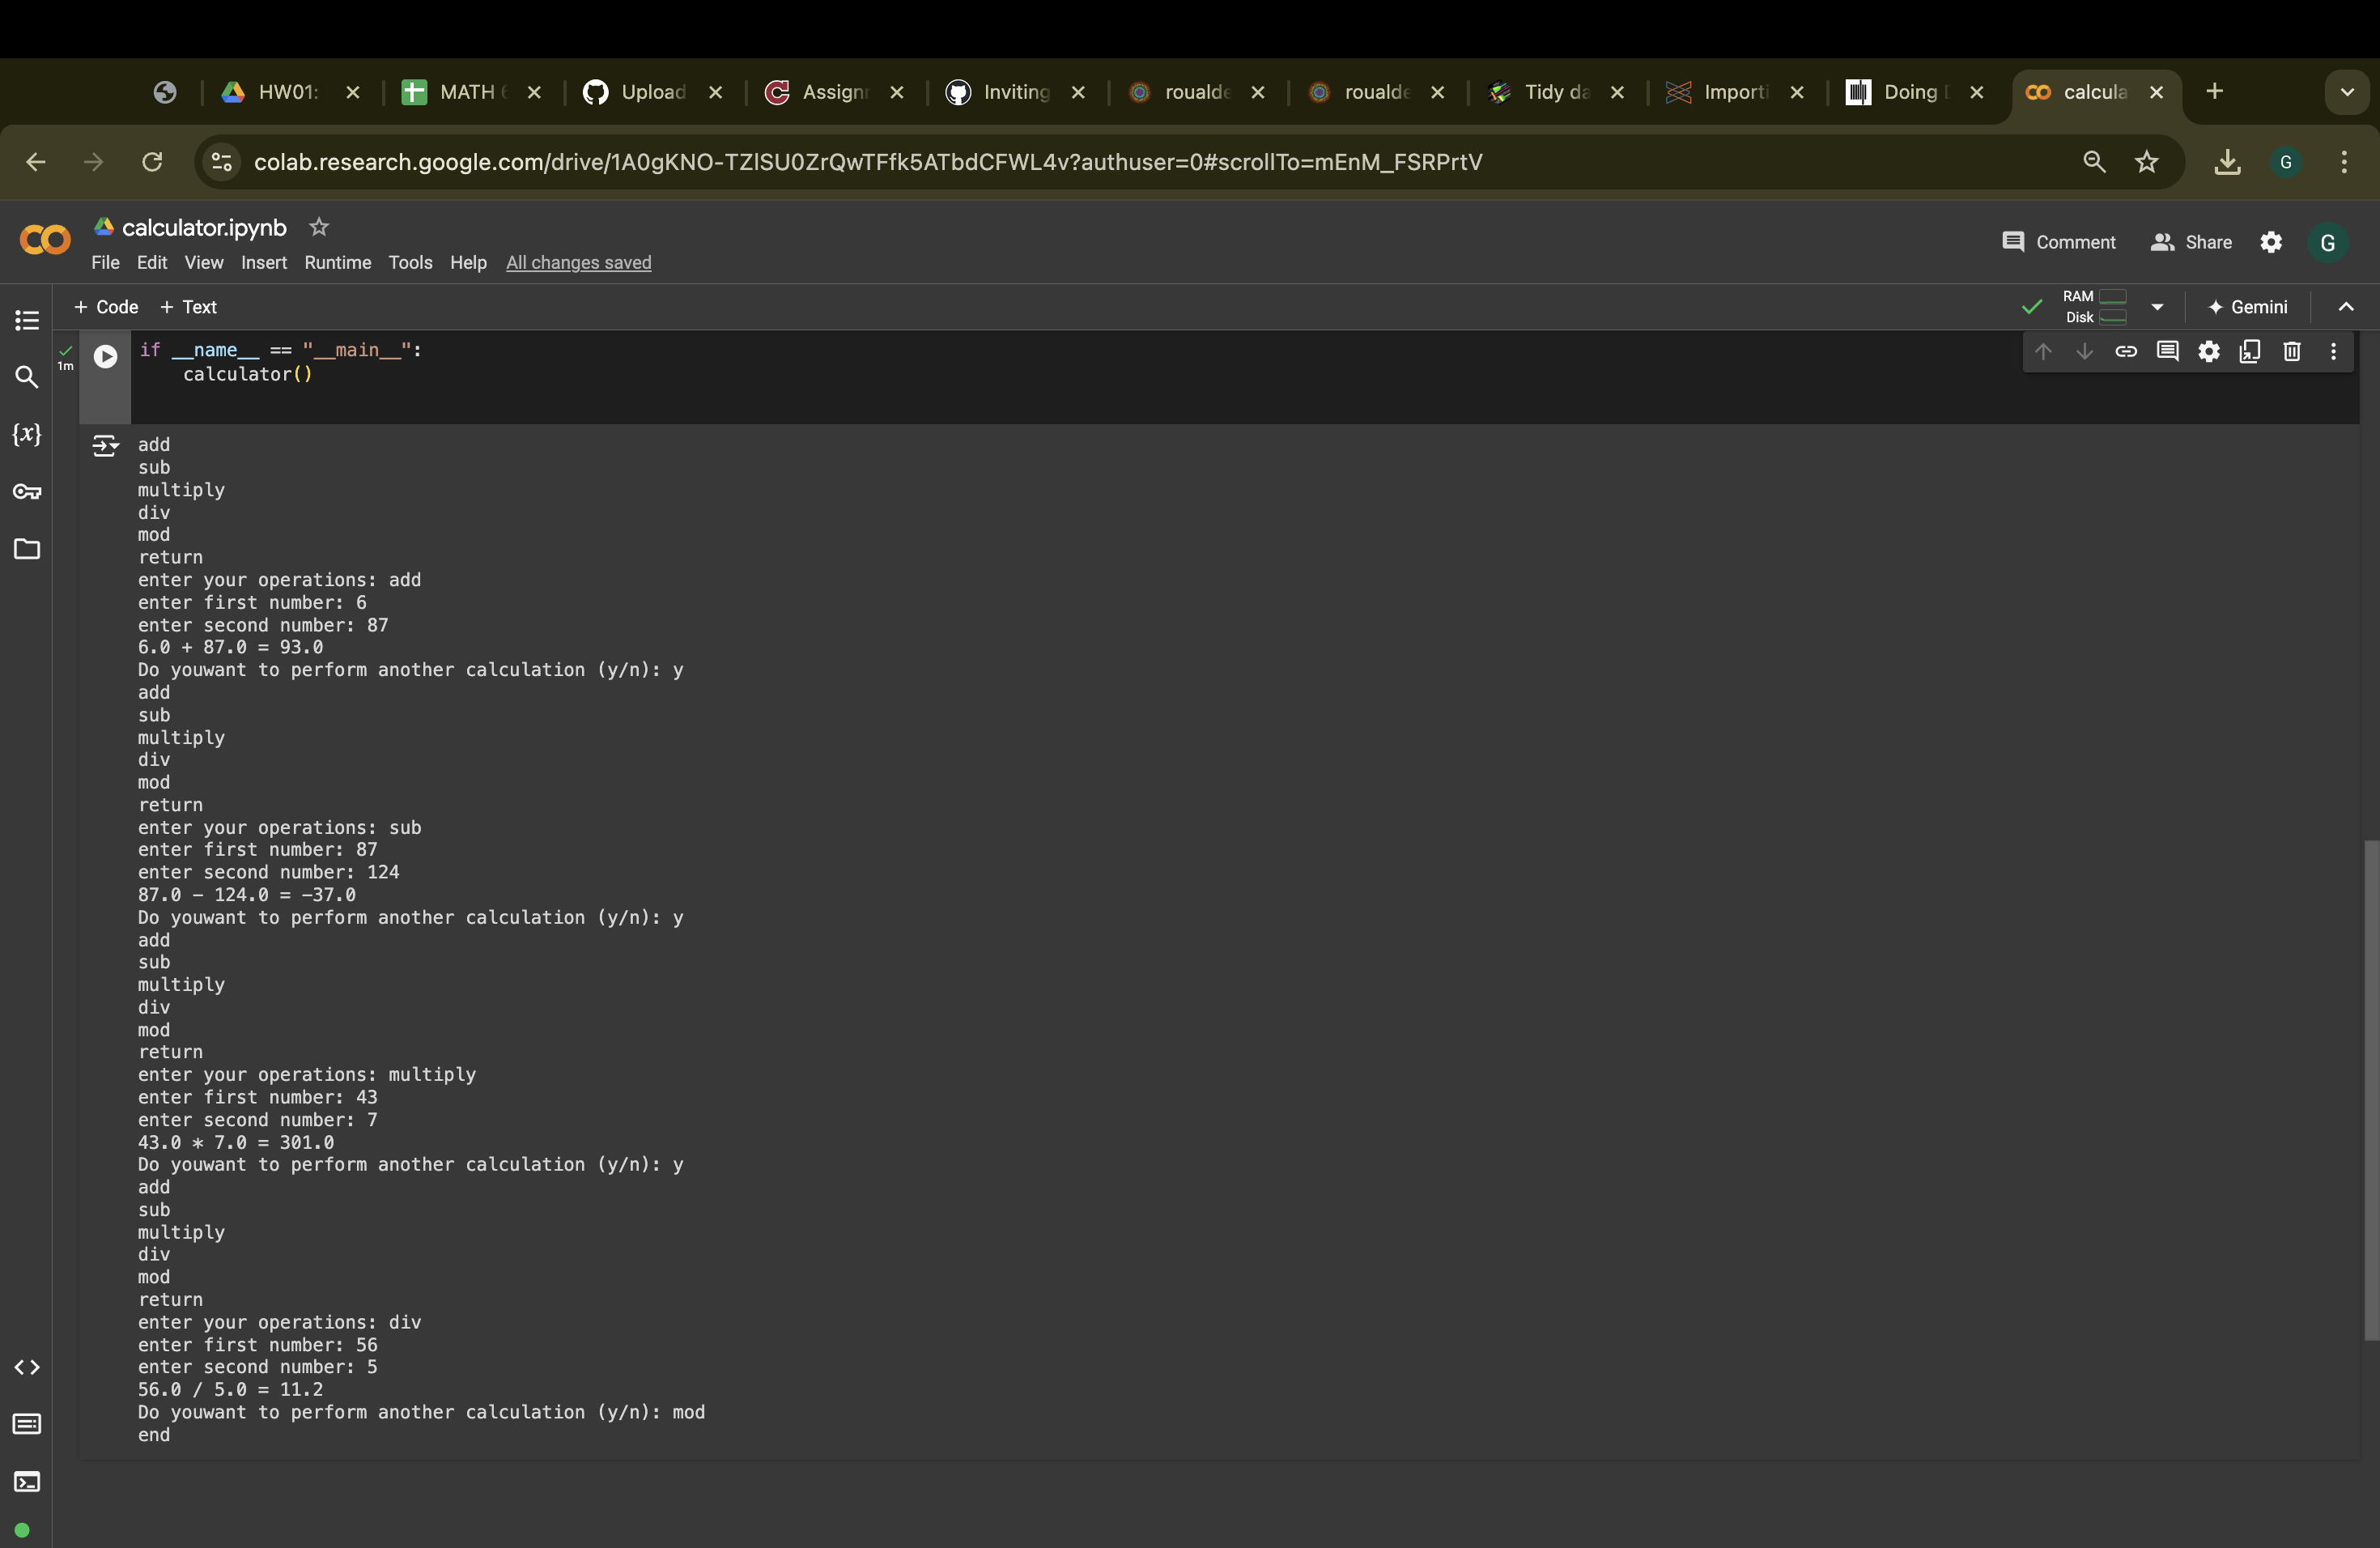 HW01:
MATH 6
Upload
Assignr
Inviting
roualde
roualde
Tidy da
Importi
Doing D
calcula
colab.research.google.com/drive/1A0gKNO-TZlSU0ZrQwTFfk5ATbdCFWL4v?authuser=0#scrollTo=mEnM_FSRPrtV
G
calculator.ipynb
File Edit View Insert Runtime Tools Help All changes saved
Comment Share G
+ Code + Text
RAM
Disk
Gemini
1m
if __name__ == "__main__":
    calculator()
{x}
add
sub
multiply
div
mod
return
enter your operations: add
enter first number: 6
enter second number: 87
6.0 + 87.0 = 93.0
Do youwant to perform another calculation (y/n): y
add
sub
multiply
div
mod
return
enter your operations: sub
enter first number: 87
enter second number: 124
87.0 - 124.0 = -37.0
Do youwant to perform another calculation (y/n): y
add
sub
multiply
div
mod
return
enter your operations: multiply
enter first number: 43
enter second number: 7
43.0 * 7.0 = 301.0
Do youwant to perform another calculation (y/n): y
add
sub
multiply
div
mod
return
enter your operations: div
enter first number: 56
enter second number: 5
56.0 / 5.0 = 11.2
Do youwant to perform another calculation (y/n): mod
end